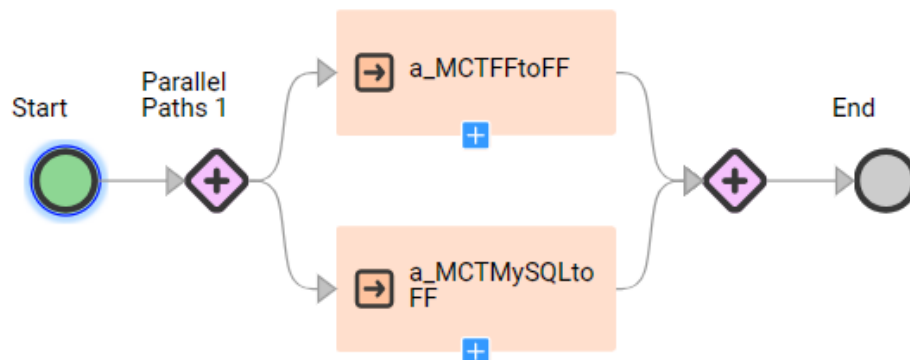 Start
Parallel
Paths 1
a_MCTFFtoFF
a_MCTMySQLto
FF
End